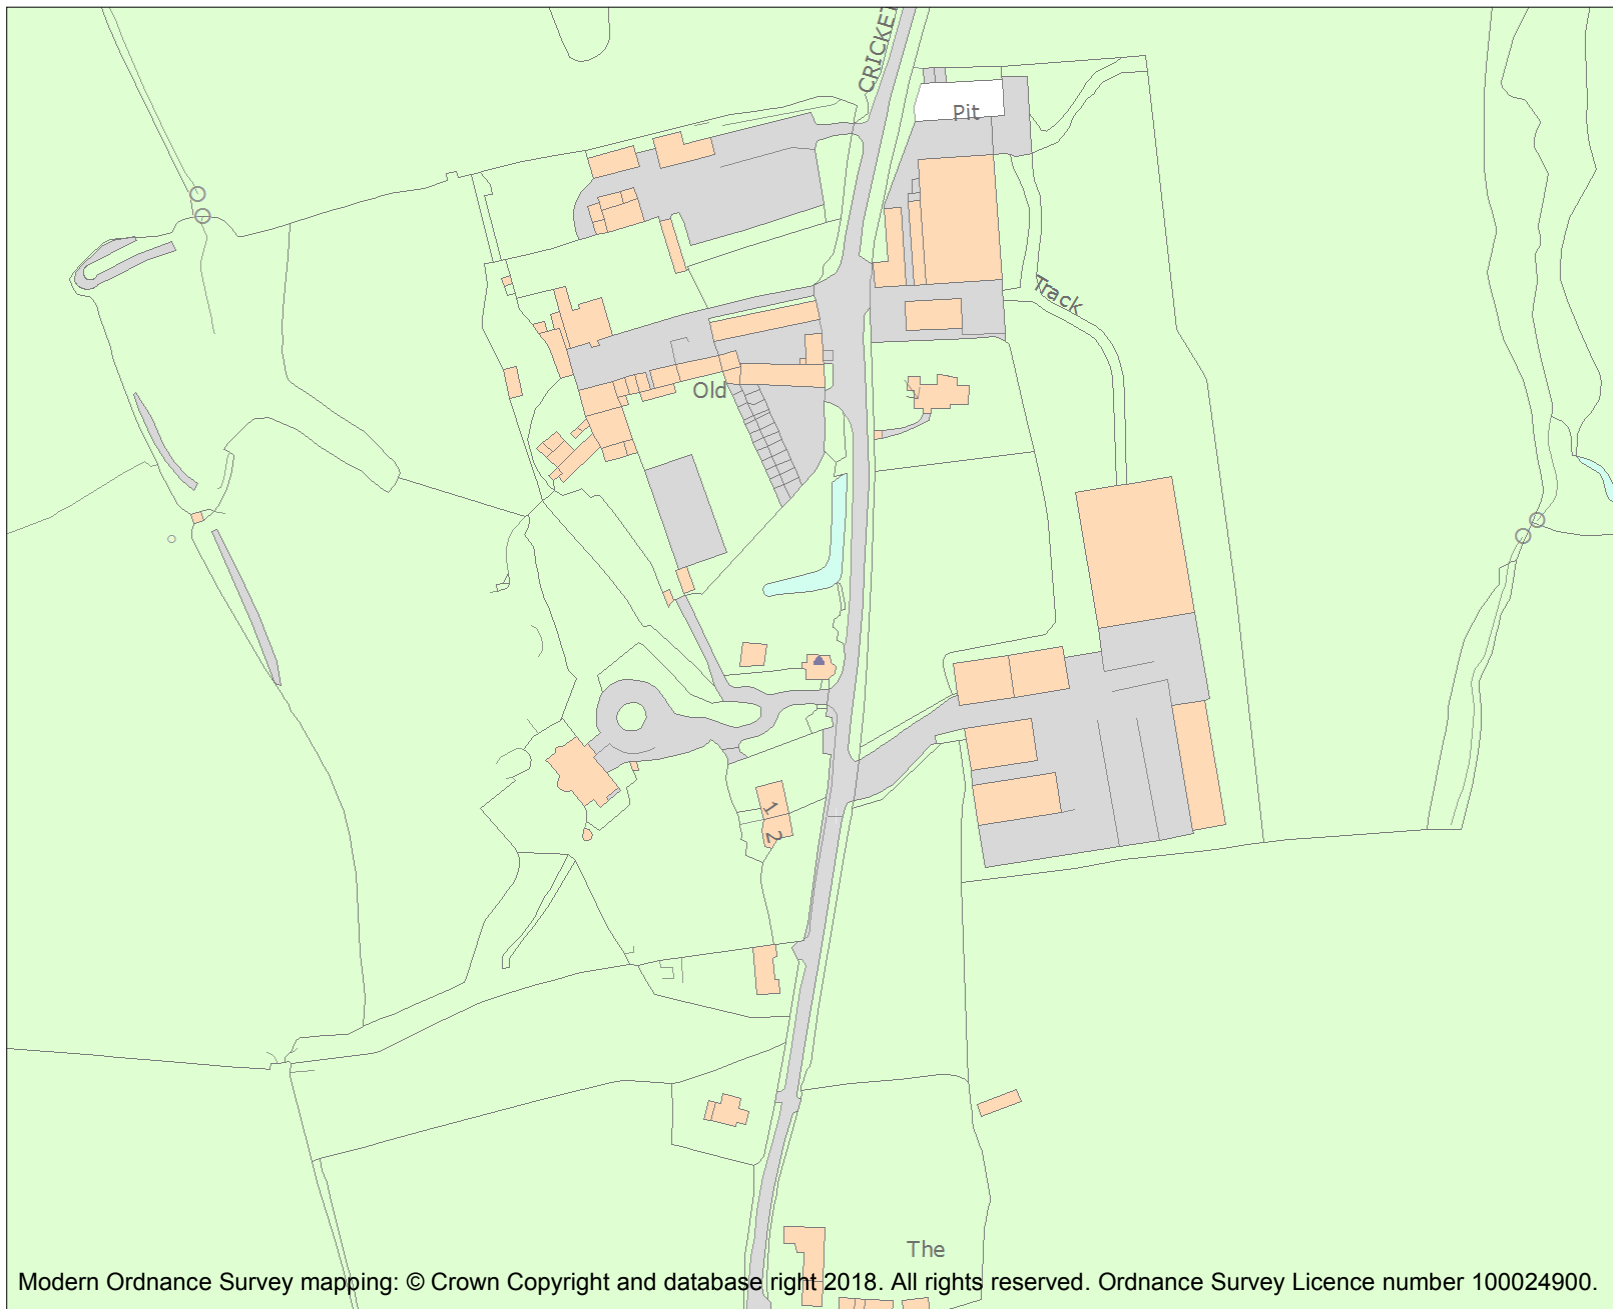 CRICKET
Pit
Track
Old
1
2
The
Modern Ordnance Survey mapping: © Crown Copyright and database right 2018. All rights reserved. Ordnance Survey Licence number 100024900.